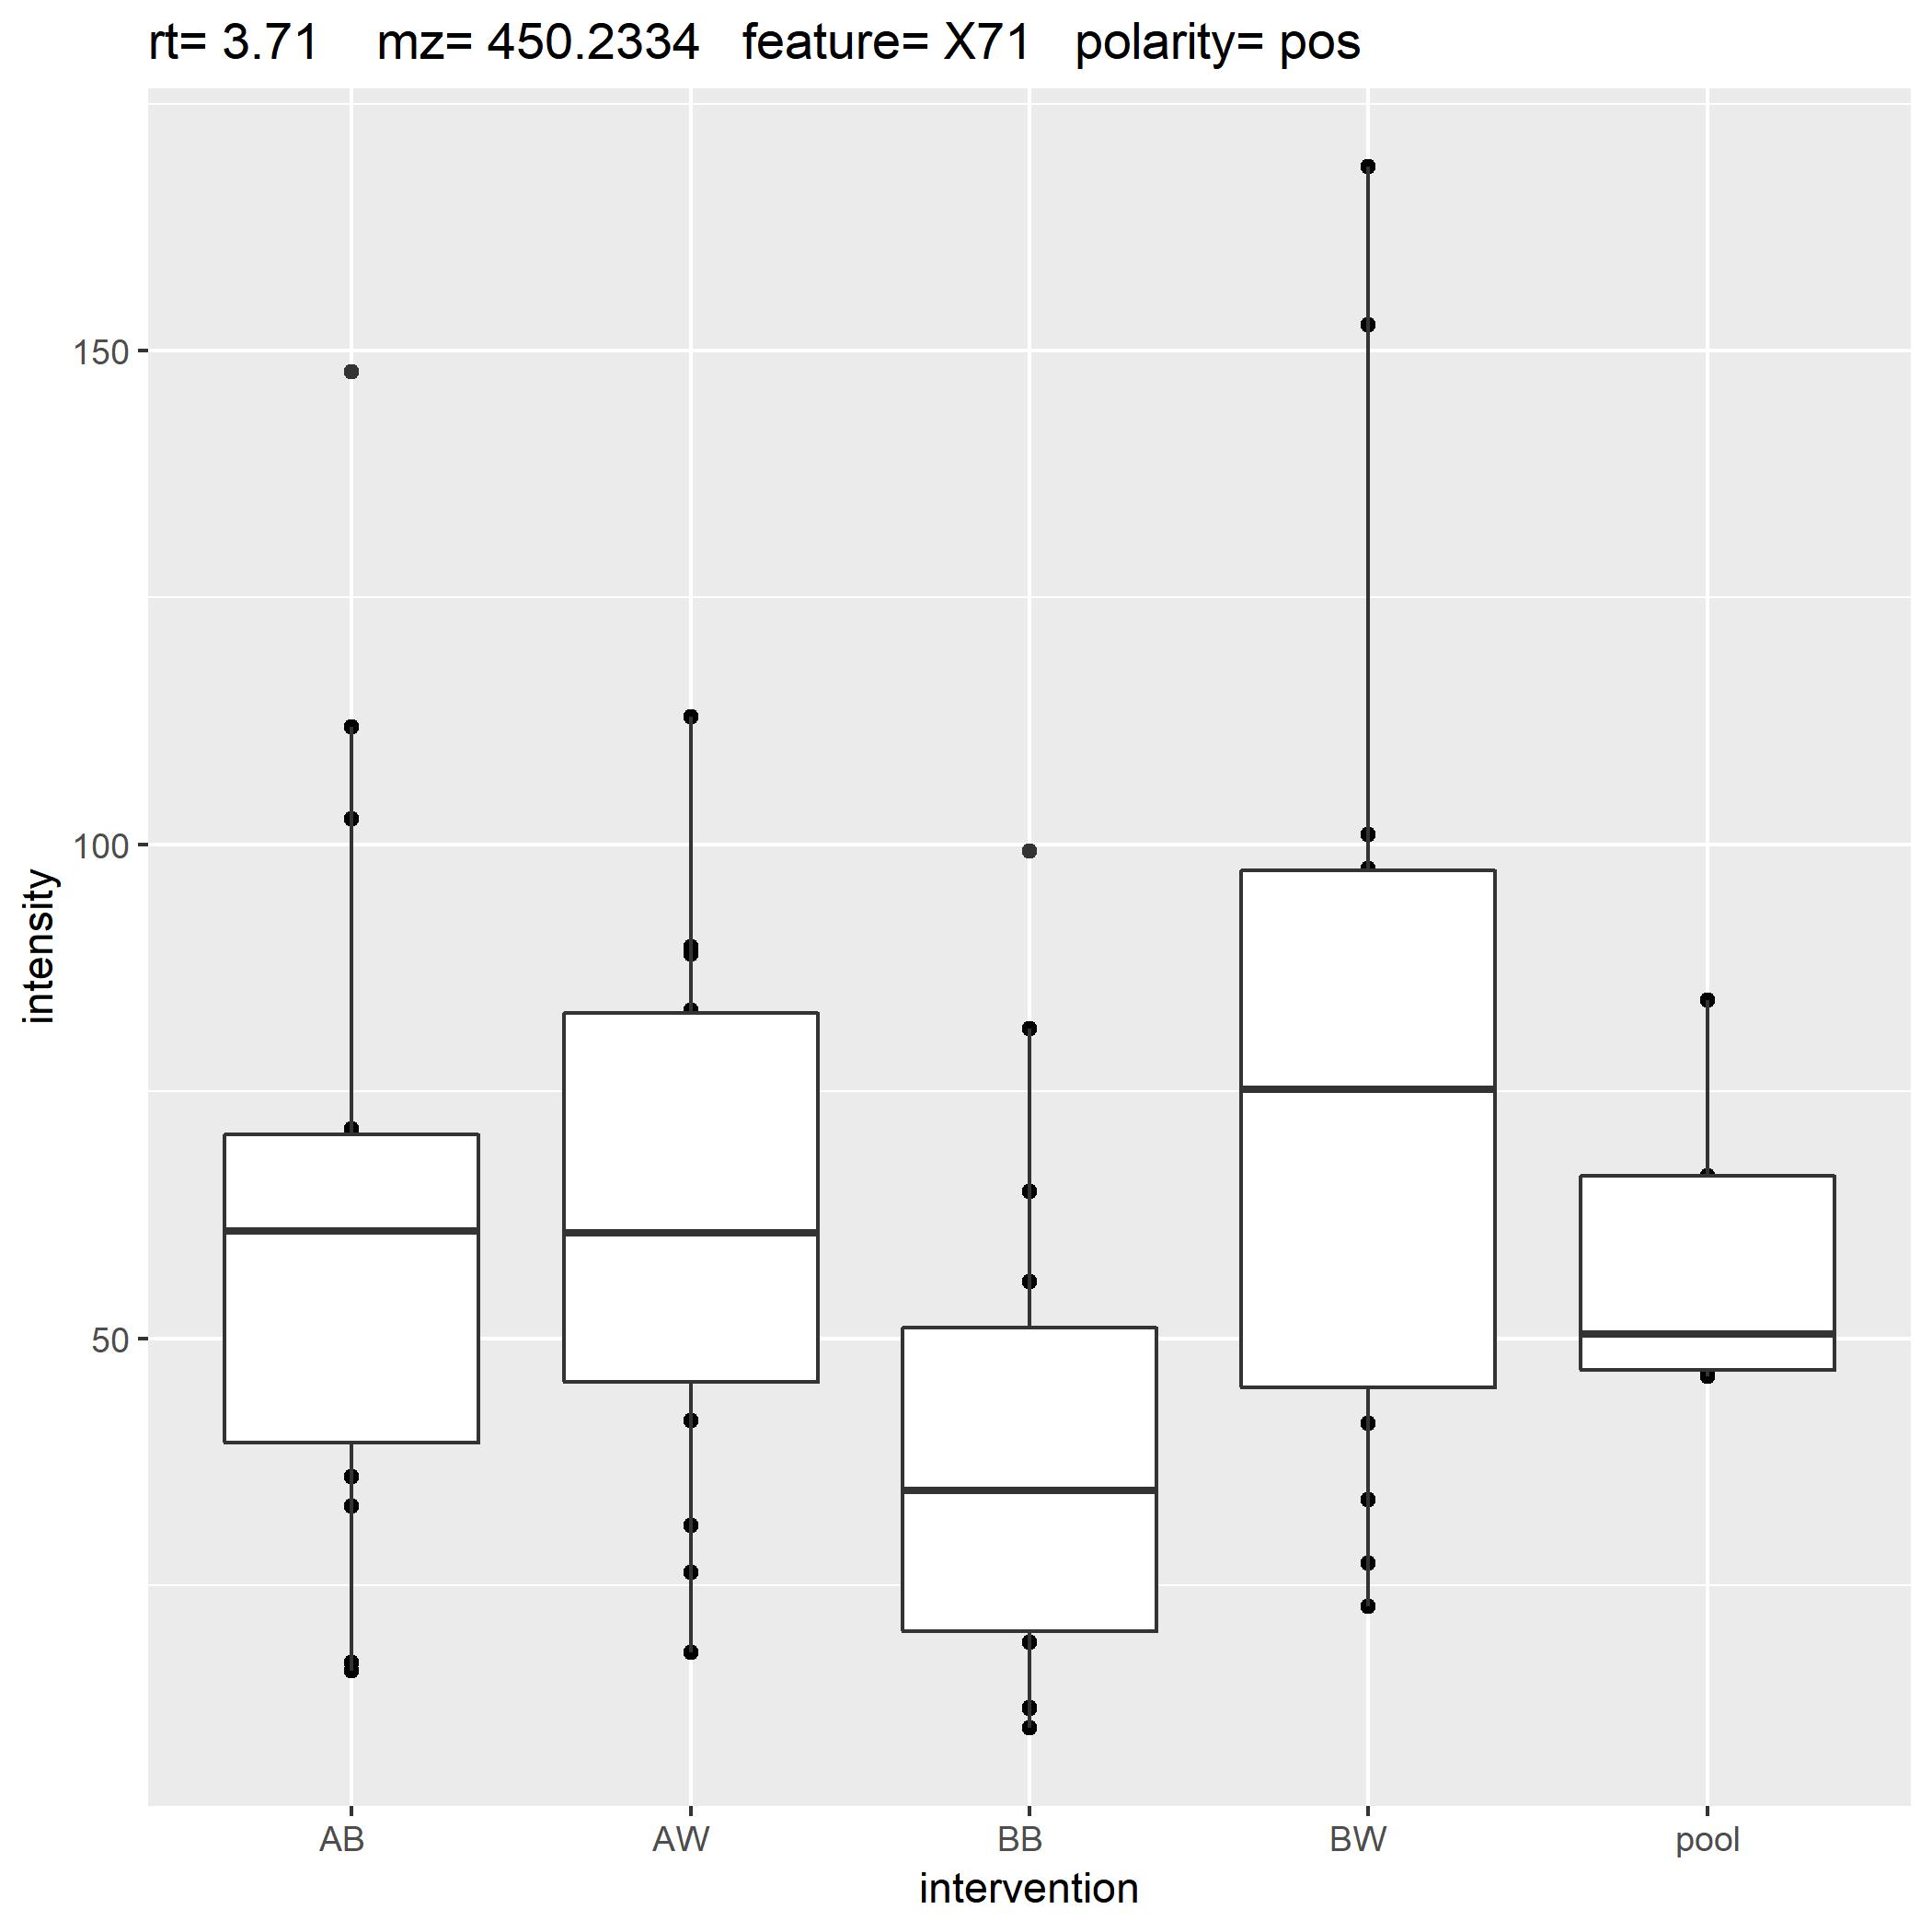 rt= 3.71 mz= 450.2334 feature= X71 polarity= pos
150
100
50
intensity
AB AW BB BW pool
intervention